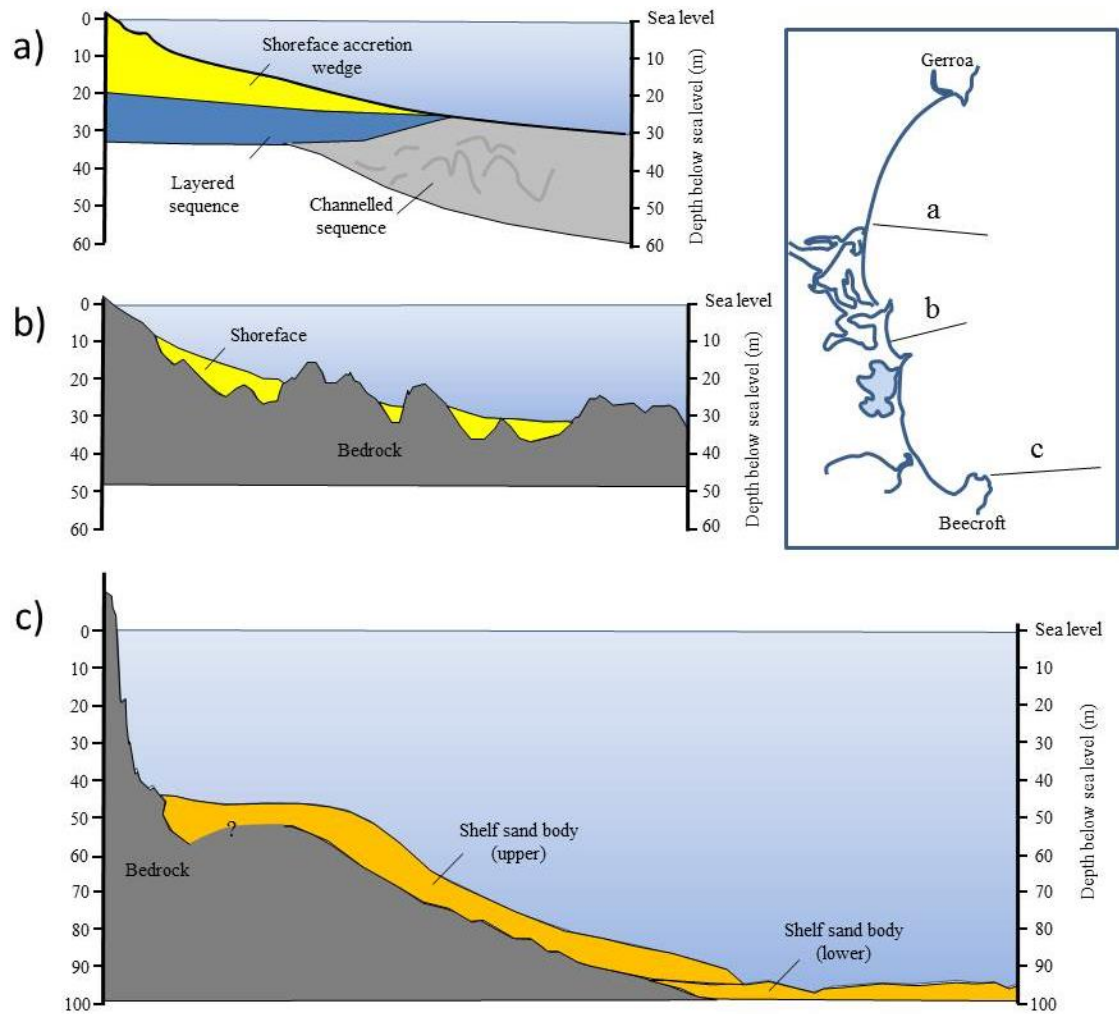 a)
0
10
20
30
40
50
60
Shoreface accretion
wedge
Layered
sequence
Channelled
sequence
Sea level
10
20
30
40
50
60
Depth below sea level (m)
b)
0
10
20
30
40
50
60
Shoreface
Bedrock
Sea level
10
20
30
40
50
60
Depth below sea level (m)
Gerroa
a
b
c
Beecroft
c)
0
10
20
30
40
50
60
70
80
90
100
?
Bedrock
Shelf sand body
(upper)
Shelf sand body
(lower)
Sea level
10
20
30
40
50
60
70
80
90
100
Depth below sea level (m)